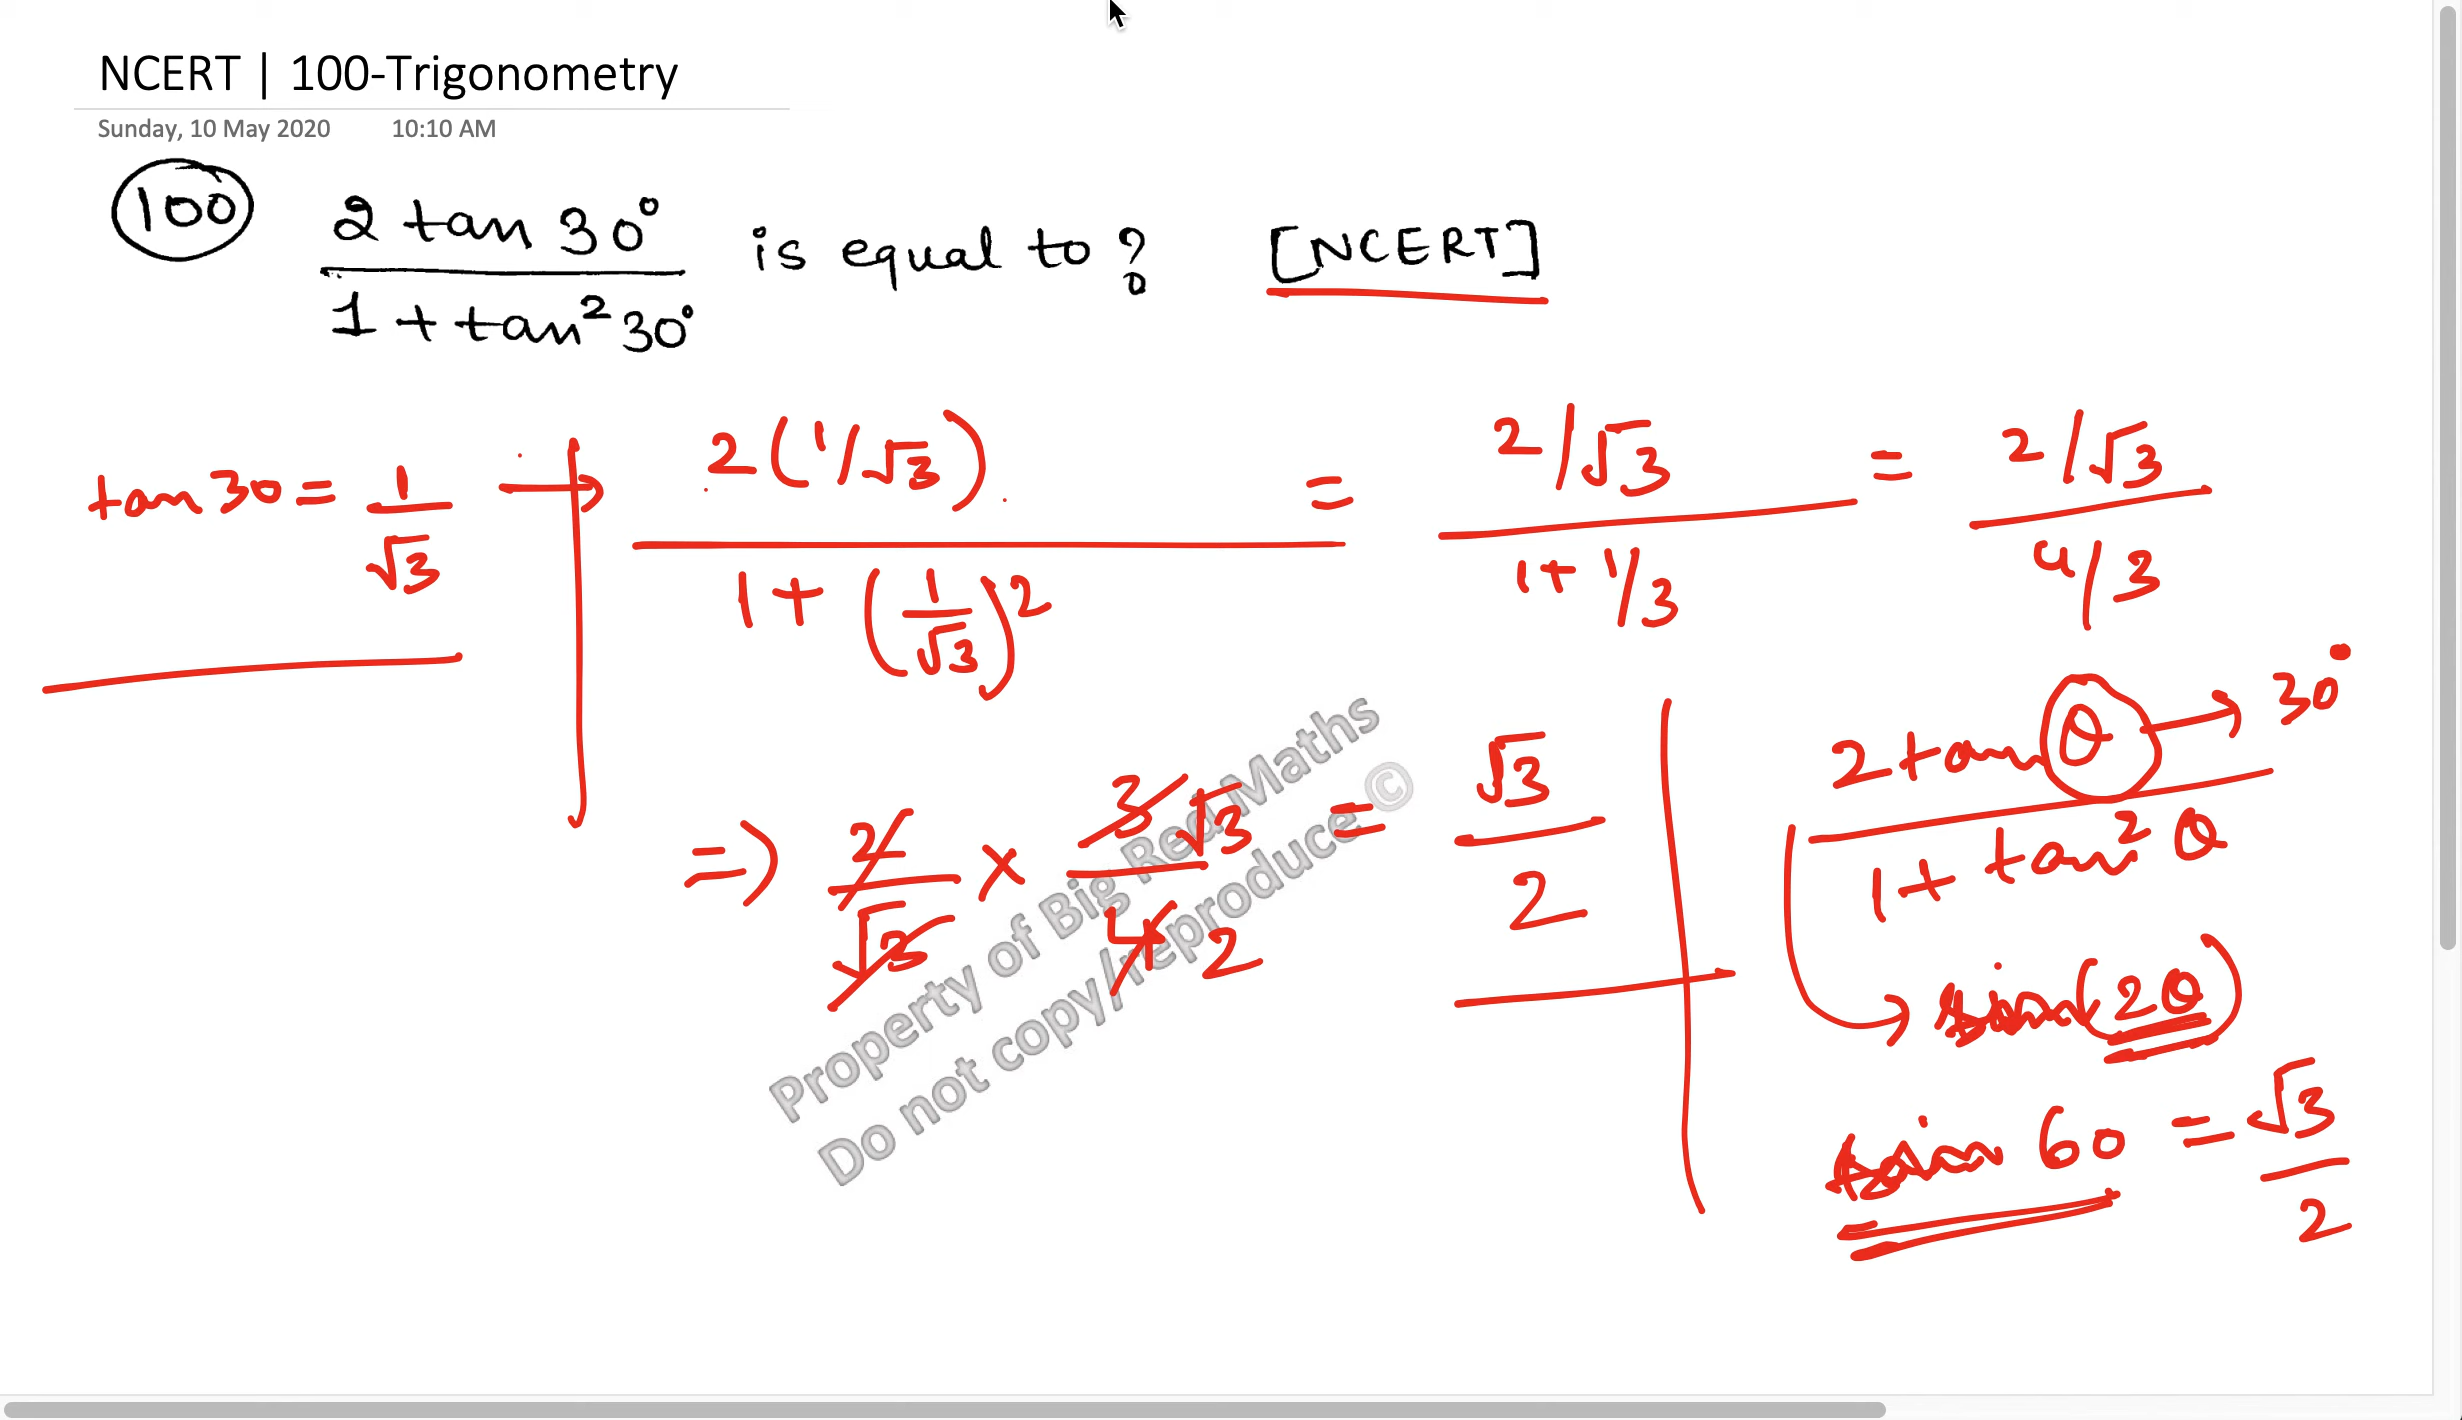 NCERT | 100-Trigonometry
Sunday, 10 May 2020 10:10 AM
100 2 tan 30° / 1 + tan² 30° is equal to ? [NCERT]
tan 30 = 1/√3 → 2(1/√3) / 1 + (1/√3)² = 2/√3 / 1 + 1/3 = 2/√3 / 4/3
⇒ 2/√3 × 3 √3 / 4 2 = √3/2
2 tan θ → 30° / 1 + tan² θ
→ sin(2θ)
sin 60 = √3/2
Property of Big Red Maths
Do not copy/reproduce ©